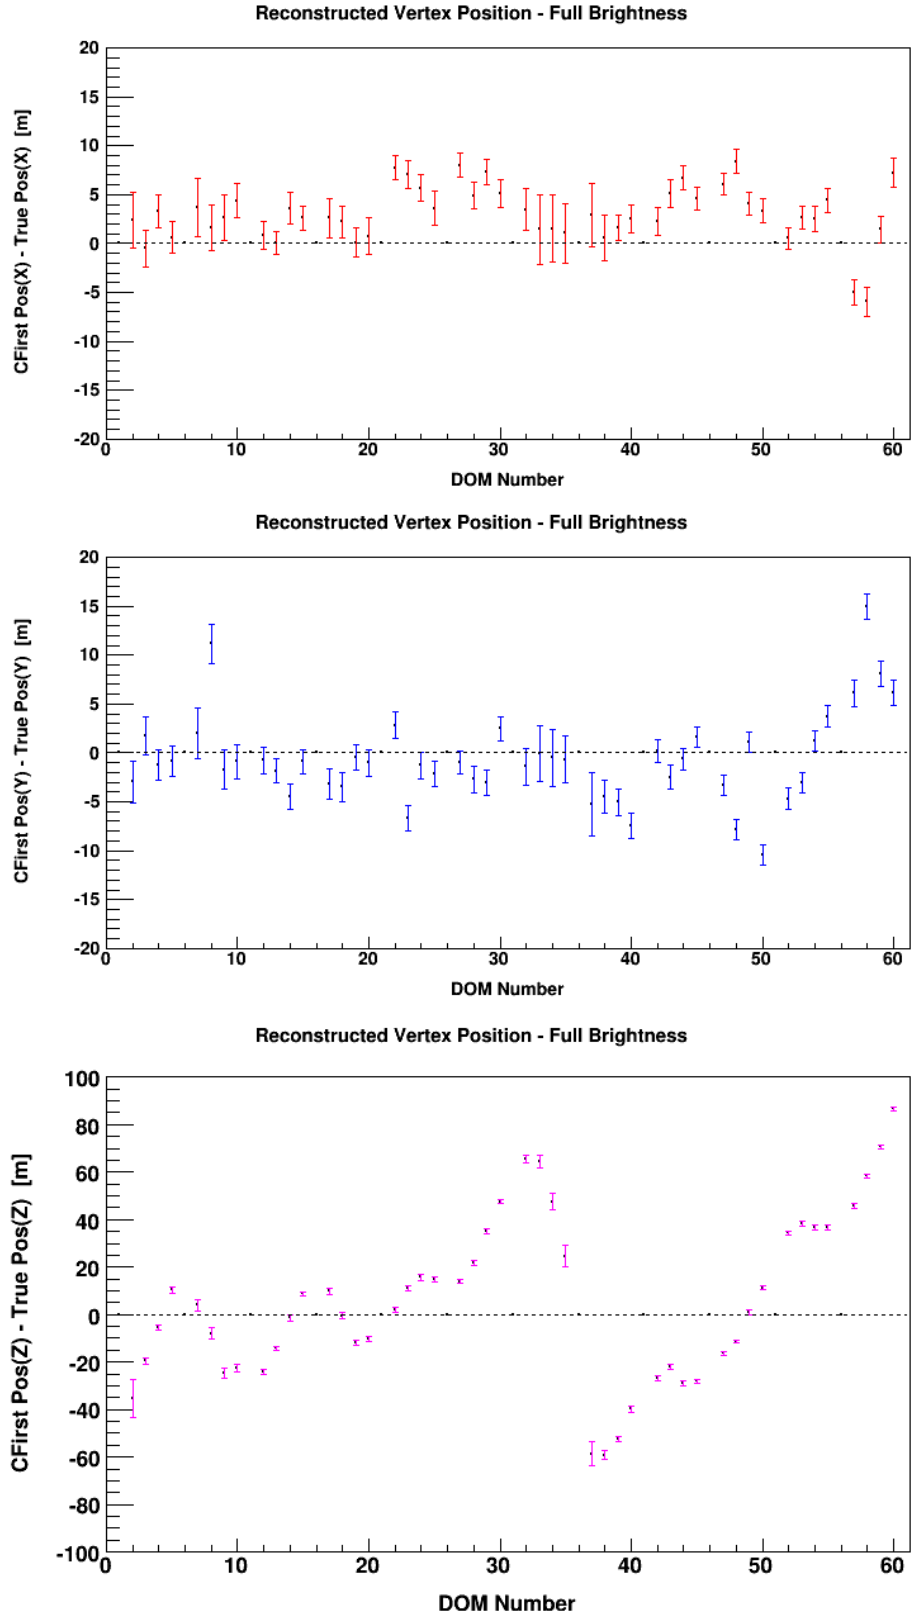 Reconstructed Vertex Position - Full Brightness
CFirst Pos(X) - True Pos(X) [m]
20
15
10
5
0
-5
-10
-15
-20
0 10 20 30 40 50 60
DOM Number
Reconstructed Vertex Position - Full Brightness
CFirst Pos(Y) - True Pos(Y) [m]
20
15
10
5
0
-5
-10
-15
-20
0 10 20 30 40 50 60
DOM Number
Reconstructed Vertex Position - Full Brightness
CFirst Pos(Z) - True Pos(Z) [m]
100
80
60
40
20
0
-20
-40
-60
-80
-100
0 10 20 30 40 50 60
DOM Number